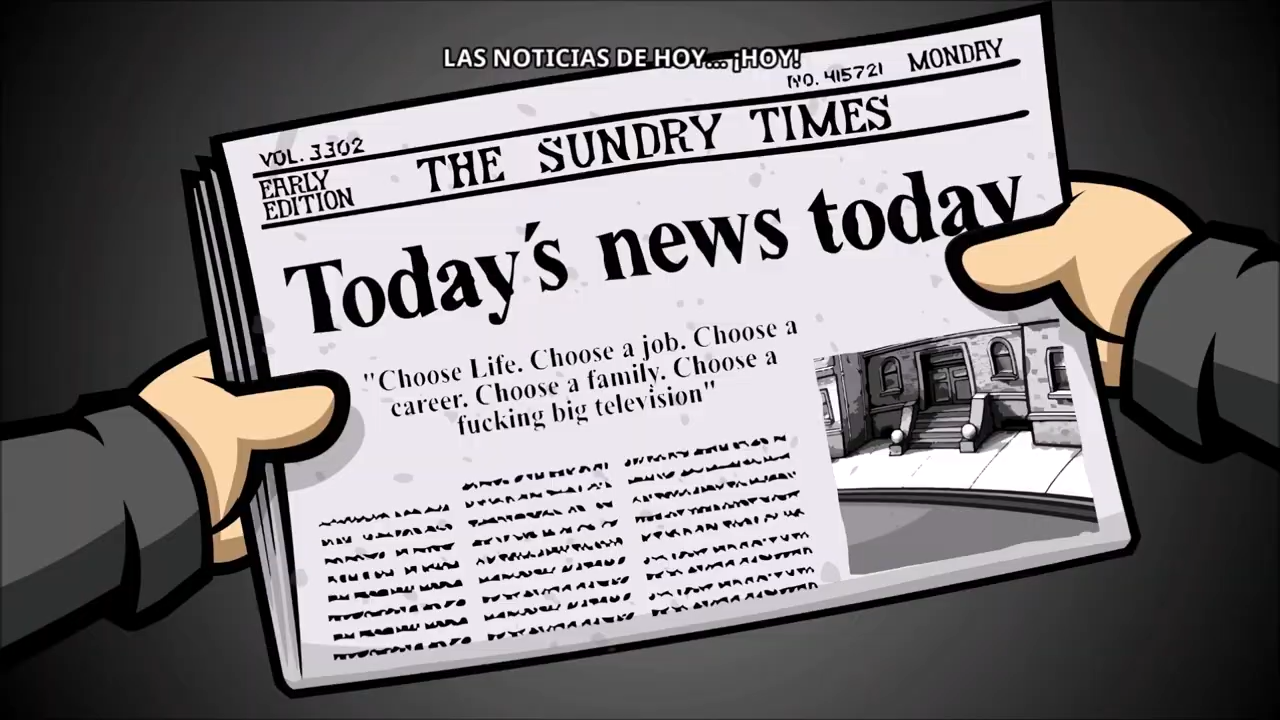 LAS NOTICIAS DE HOY... ¡HOY!
NO. 415721 MONDAY
VOL. 3302
EARLY
EDITION
THE SUNDRY TIMES
Today's news today
"Choose Life. Choose a job. Choose a
career. Choose a family. Choose a
fucking big television"